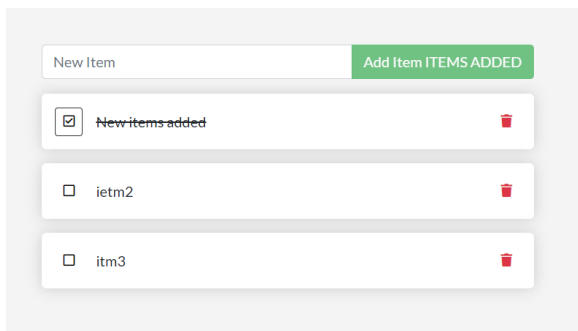 New Item
Add Item ITEMS ADDED
New items added
ietm2
itm3